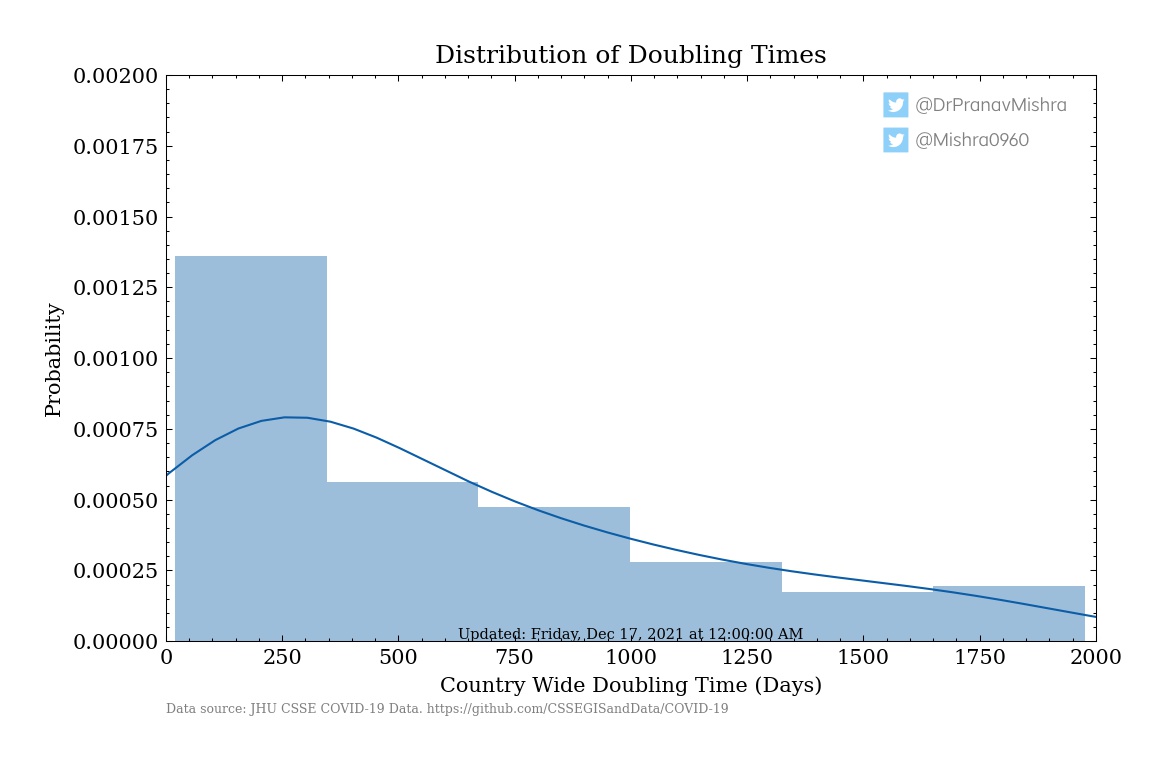 Distribution of Doubling Times
0.00200
0.00175
0.00150
0.00125
0.00100
0.00075
0.00050
0.00025
0.00000
Probability
@DrPranavMishra
@Mishra0960
Updated: Friday, Dec 17, 2021 at 12:00:00 AM
0 250 500 750 1000 1250 1500 1750 2000
Country Wide Doubling Time (Days)
Data source: JHU CSSE COVID-19 Data. https://github.com/CSSEGISandData/COVID-19